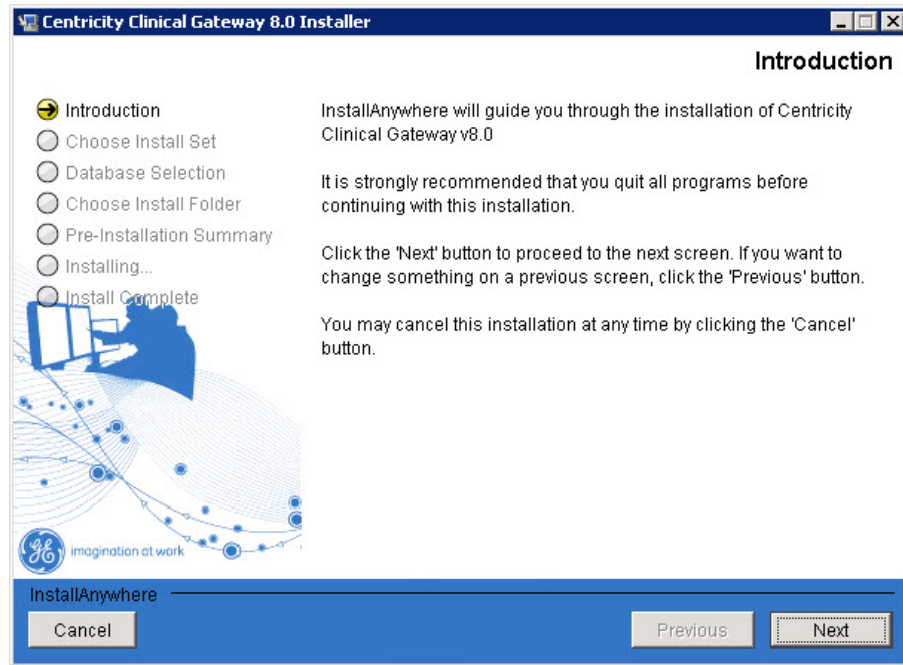 Centricity Clinical Gateway 8.0 Installer
Introduction
Introduction
Choose Install Set
Database Selection
Choose Install Folder
Pre-Installation Summary
Installing...
Install Complete
InstallAnywhere will guide you through the installation of Centricity
Clinical Gateway v8.0
It is strongly recommended that you quit all programs before
continuing with this installation.
Click the 'Next' button to proceed to the next screen. If you want to
change something on a previous screen, click the 'Previous' button.
You may cancel this installation at any time by clicking the 'Cancel'
button.
GE
imagination at work
InstallAnywhere
Cancel
Previous
Next